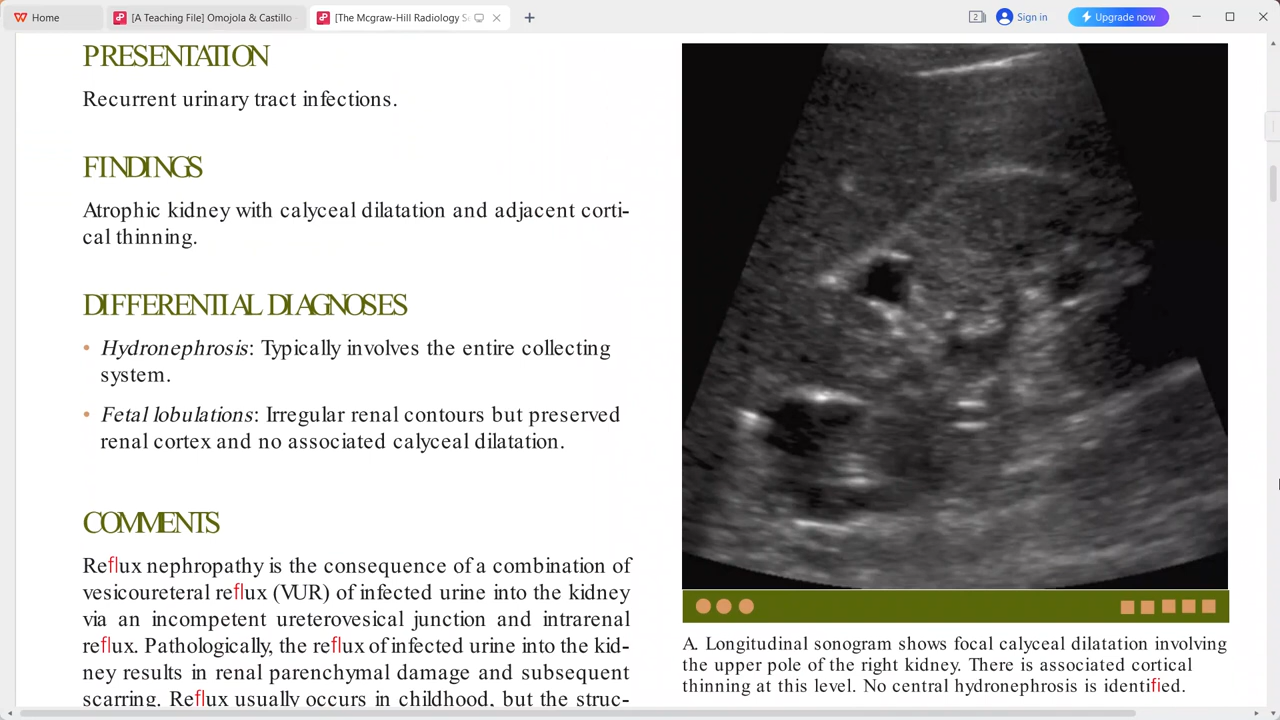 Home
[A Teaching File] Omojola & Castillo
[The Mcgraw-Hill Radiology S
2
Sign in
Upgrade now
PRESENTATION
Recurrent urinary tract infections.
FINDINGS
Atrophic kidney with calyceal dilatation and adjacent corti-
cal thinning.
DIFFERENTIAL DIAGNOSES
• Hydronephrosis: Typically involves the entire collecting
system.
• Fetal lobulations: Irregular renal contours but preserved
renal cortex and no associated calyceal dilatation.
COMMENTS
Reflux nephropathy is the consequence of a combination of
vesicoureteral reflux (VUR) of infected urine into the kidney
via an incompetent ureterovesical junction and intrarenal
reflux. Pathologically, the reflux of infected urine into the kid-
ney results in renal parenchymal damage and subsequent
scarring. Reflux usually occurs in childhood, but the struc-
A. Longitudinal sonogram shows focal calyceal dilatation involving
the upper pole of the right kidney. There is associated cortical
thinning at this level. No central hydronephrosis is identified.